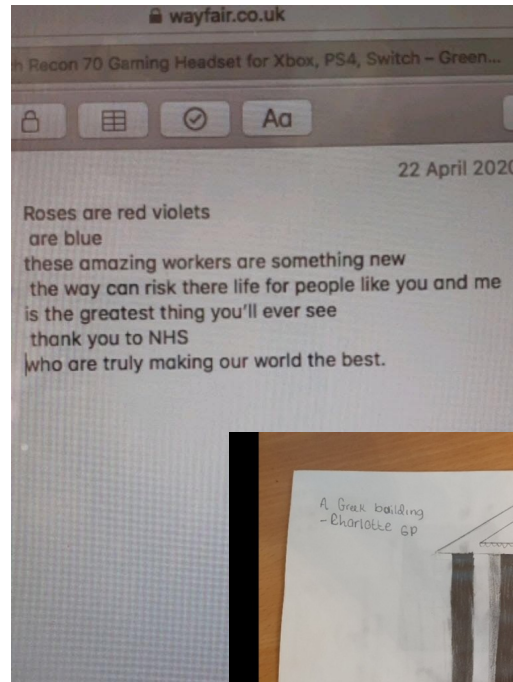 wayfair.co.uk
h Recon 70 Gaming Headset for Xbox, PS4, Switch – Green...
Aa
22 April 2020
Roses are red violets
are blue
these amazing workers are something new
the way can risk there life for people like you and me
is the greatest thing you'll ever see
thank you to NHS
who are truly making our world the best.
A Greek building
- Charlotte GP